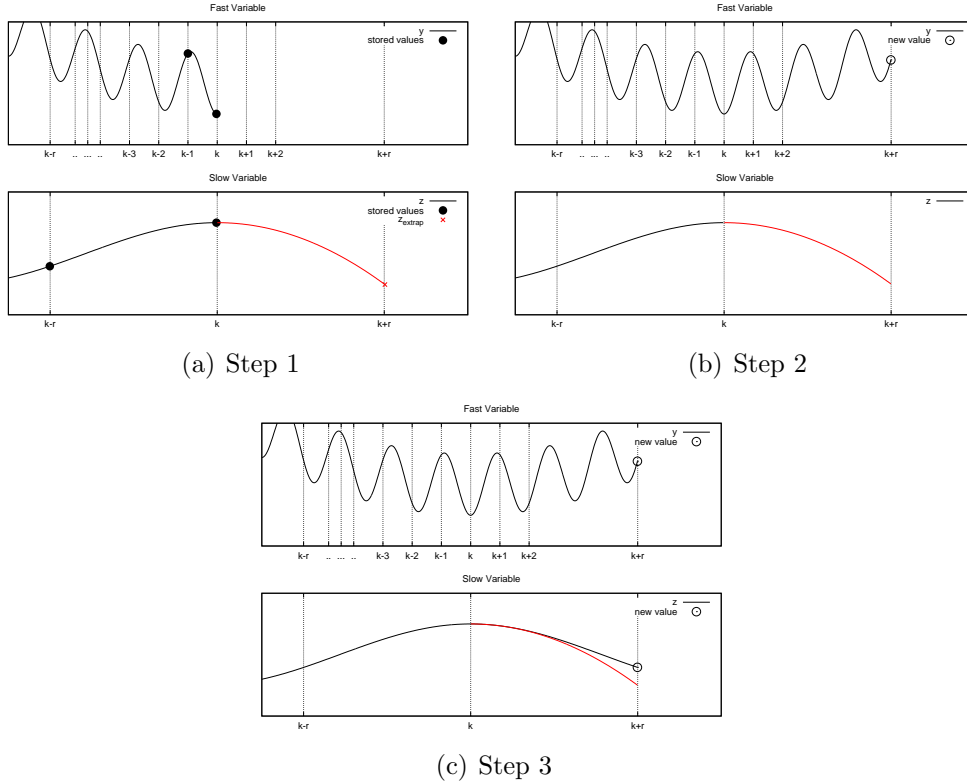 Fast Variable
y
stored values
k-r .. ... .. k-3 k-2 k-1 k k+1 k+2 k+r
Slow Variable
z
stored values
z_extrap
k-r k k+r
(a) Step 1
Fast Variable
y
new value
k-r .. ... .. k-3 k-2 k-1 k k+1 k+2 k+r
Slow Variable
z
k-r k k+r
(b) Step 2
Fast Variable
y
new value
k-r .. ... .. k-3 k-2 k-1 k k+1 k+2 k+r
Slow Variable
z
new value
k-r k k+r
(c) Step 3